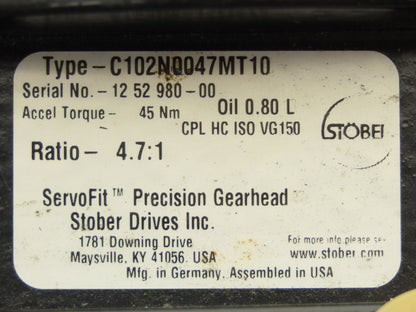 Type - C102N0047MT10
Serial No. - 12 52 980 - 00
Accel Torque - 45 Nm Oil 0.80 L
CPL HC ISO VG150
STÖBE
Ratio - 4.7:1
ServoFit™ Precision Gearhead
Stober Drives Inc.
1781 Downing Drive
Maysville, KY 41056 USA
For more info please se-
www.stober.com
Mfg. in Germany, Assembled in USA